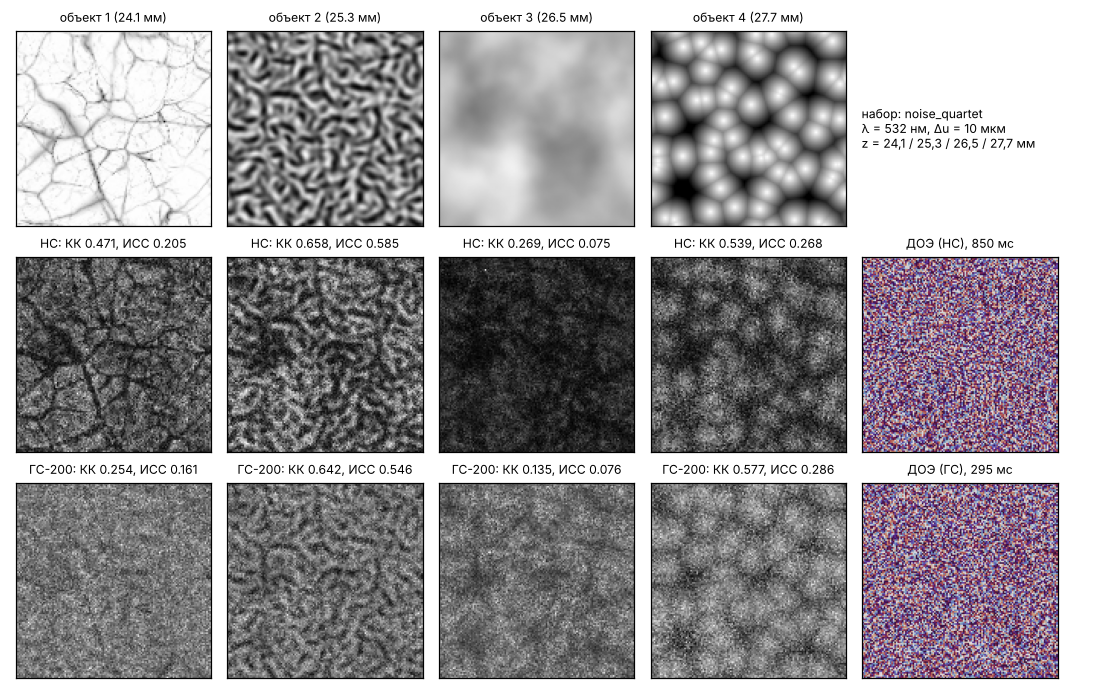 объект 1 (24.1 мм)
объект 2 (25.3 мм)
объект 3 (26.5 мм)
объект 4 (27.7 мм)
набор: noise_quartet
λ = 532 нм, Δu = 10 мкм
z = 24,1 / 25,3 / 26,5 / 27,7 мм
НС: КК 0.471, ИСС 0.205
НС: КК 0.658, ИСС 0.585
НС: КК 0.269, ИСС 0.075
НС: КК 0.539, ИСС 0.268
ДОЭ (НС), 850 мс
ГС-200: КК 0.254, ИСС 0.161
ГС-200: КК 0.642, ИСС 0.546
ГС-200: КК 0.135, ИСС 0.076
ГС-200: КК 0.577, ИСС 0.286
ДОЭ (ГС), 295 мс